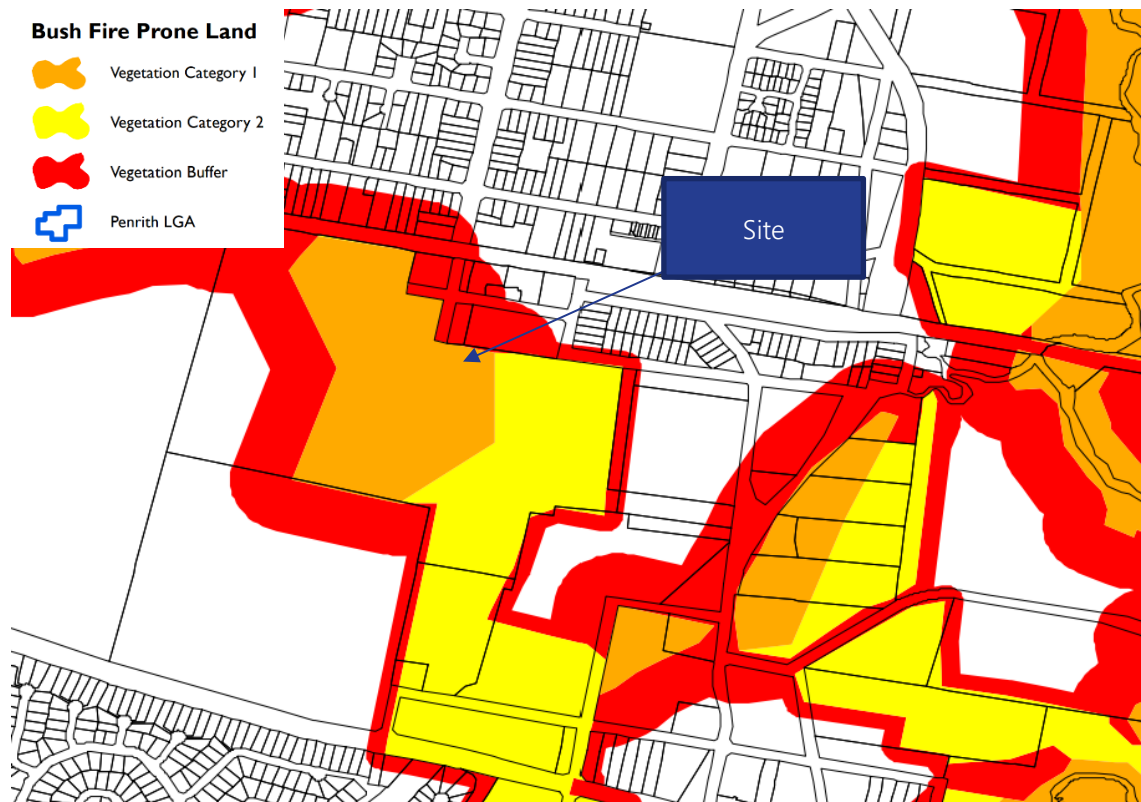 Bush Fire Prone Land
Vegetation Category 1
Vegetation Category 2
Vegetation Buffer
Penrith LGA
Site